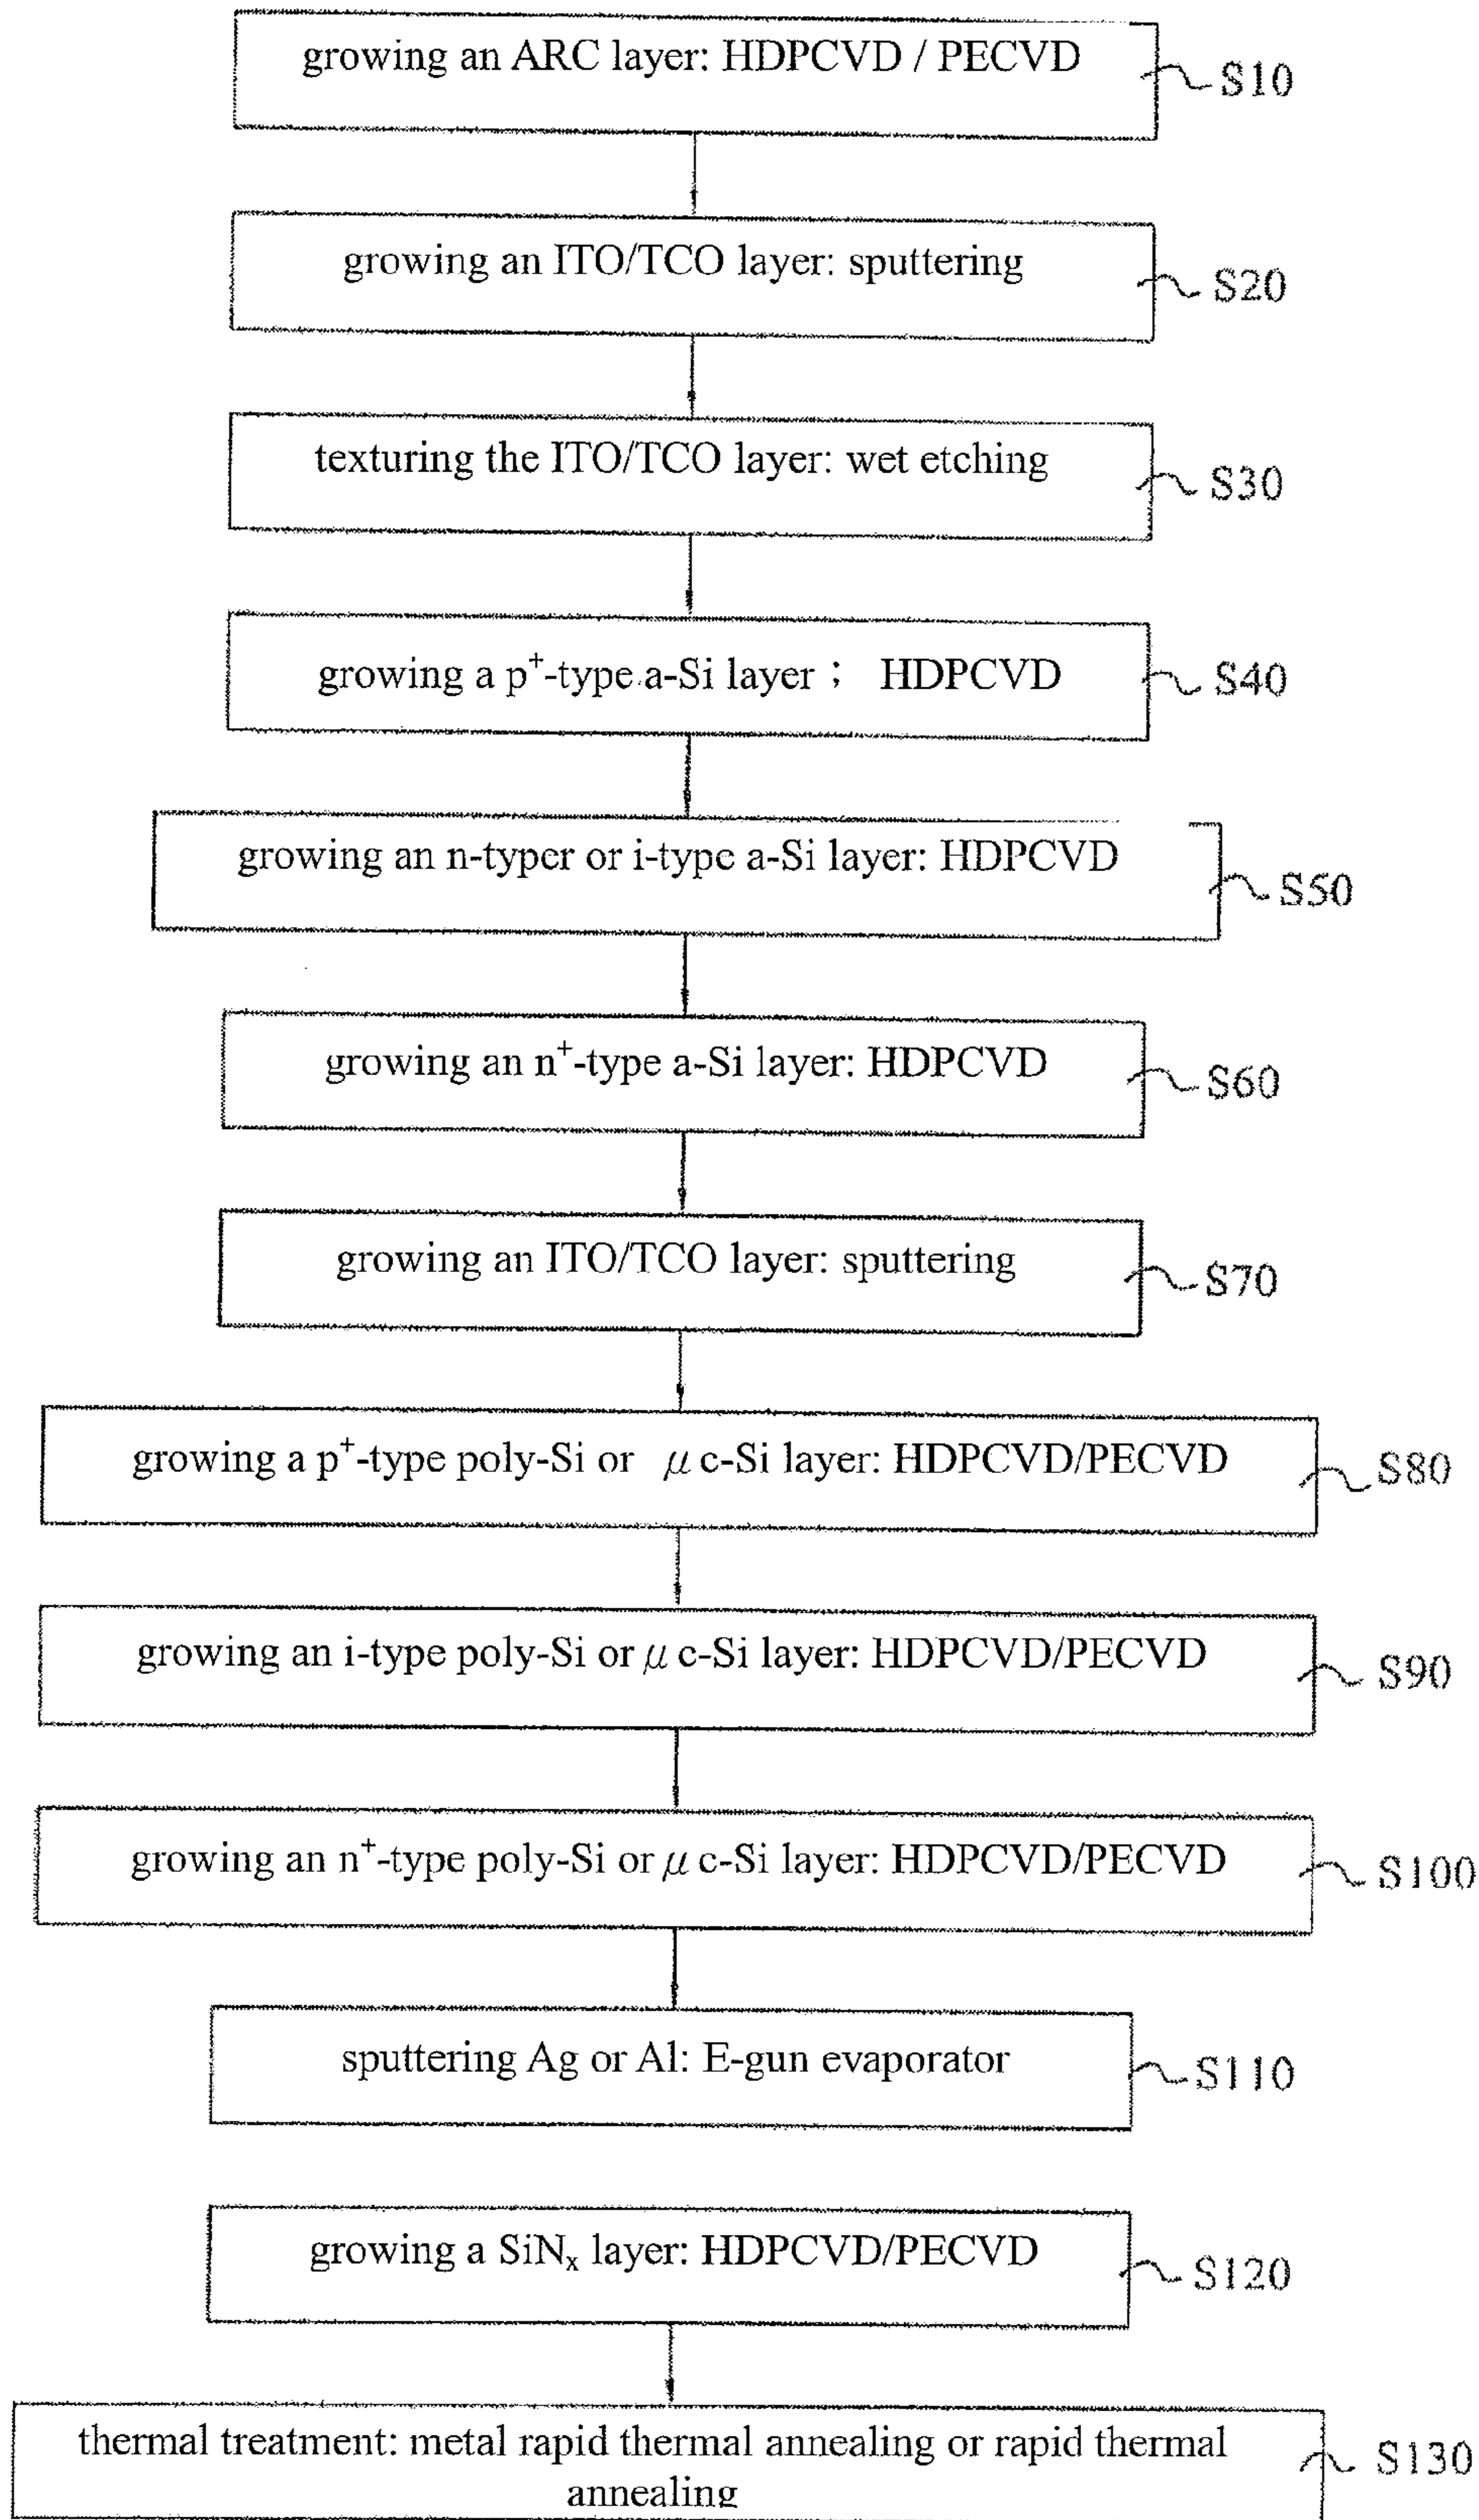 growing an ARC layer: HDPCVD / PECVD
S10
growing an ITO/TCO layer: sputtering
S20
texturing the ITO/TCO layer: wet etching
S30
growing a p⁺-type a-Si layer； HDPCVD
S40
growing an n-typer or i-type a-Si layer: HDPCVD
S50
growing an n⁺-type a-Si layer: HDPCVD
S60
growing an ITO/TCO layer: sputtering
S70
growing a p⁺-type poly-Si or μc-Si layer: HDPCVD/PECVD
S80
growing an i-type poly-Si or μc-Si layer: HDPCVD/PECVD
S90
growing an n⁺-type poly-Si or μc-Si layer: HDPCVD/PECVD
S100
sputtering Ag or Al: E-gun evaporator
S110
growing a SiNₓ layer: HDPCVD/PECVD
S120
thermal treatment: metal rapid thermal annealing or rapid thermal
annealing
S130